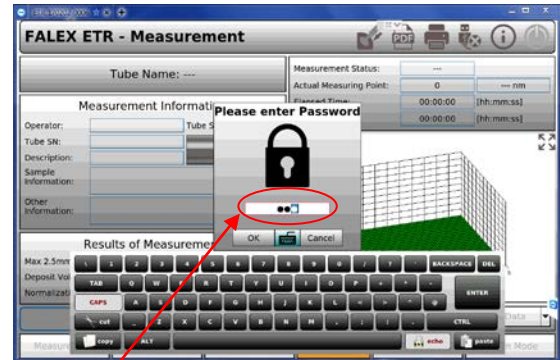 FALEX ETR - Measurement
PDF
Tube Name: ---
Measurement Status: ---
Actual Measuring Point: 0 --- nm
Elapsed Time: 00:00:00 [hh:mm:ss]
00:00:00 [hh:mm:ss]
Measurement Informati
Please enter Password
Operator:
Tube S
Tube SN:
Description:
Sample
Information:
Other
Information:
OK Cancel
Results of Measureme
Max 2.5mm
Deposit Vol
Normalizati
BACKSPACE DEL
TAB Q W E R T Y U I O P
ENTER
CAPS A S D F G H J K L
cut Z X C V B N M CTRL
copy ALT echo paste
Data
Measure
n Mode